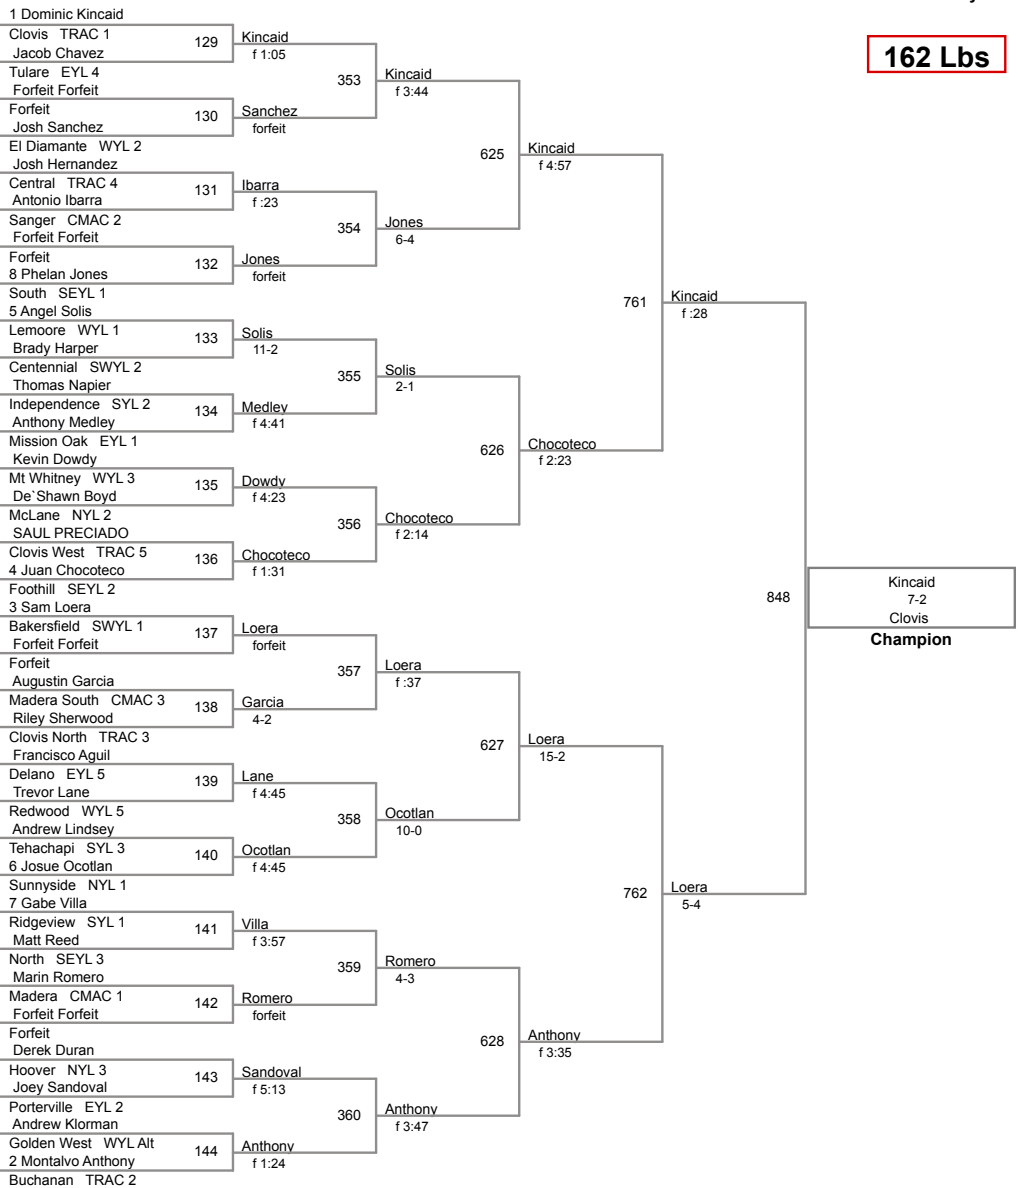 1 Dominic Kincaid
Clovis TRAC 1
Jacob Chavez
Tulare EYL 4
Forfeit Forfeit
Forfeit
Josh Sanchez
El Diamante WYL 2
Josh Hernandez
Central TRAC 4
Antonio Ibarra
Sanger CMAC 2
Forfeit Forfeit
Forfeit
8 Phelan Jones
South SEYL 1
5 Angel Solis
Lemoore WYL 1
Brady Harper
Centennial SWYL 2
Thomas Napier
Independence SYL 2
Anthony Medley
Mission Oak EYL 1
Kevin Dowdy
Mt Whitney WYL 3
De`Shawn Boyd
McLane NYL 2
SAUL PRECIADO
Clovis West TRAC 5
4 Juan Chocoteco
Foothill SEYL 2
3 Sam Loera
Bakersfield SWYL 1
Forfeit Forfeit
Forfeit
Augustin Garcia
Madera South CMAC 3
Riley Sherwood
Clovis North TRAC 3
Francisco Aguil
Delano EYL 5
Trevor Lane
Redwood WYL 5
Andrew Lindsey
Tehachapi SYL 3
6 Josue Ocotlan
Sunnyside NYL 1
7 Gabe Villa
Ridgeview SYL 1
Matt Reed
North SEYL 3
Marin Romero
Madera CMAC 1
Forfeit Forfeit
Forfeit
Derek Duran
Hoover NYL 3
Joey Sandoval
Porterville EYL 2
Andrew Klorman
Golden West WYL Alt
2 Montalvo Anthony
Buchanan TRAC 2
129
130
131
132
133
134
135
136
137
138
139
140
141
142
143
144
Kincaid
f 1:05
Sanchez
forfeit
Ibarra
f :23
Jones
forfeit
Solis
11-2
Medley
f 4:41
Dowdy
f 4:23
Chocoteco
f 1:31
Loera
forfeit
Garcia
4-2
Lane
f 4:45
Ocotlan
f 4:45
Villa
f 3:57
Romero
forfeit
Sandoval
f 5:13
Anthony
f 1:24
353
354
355
356
357
358
359
360
Kincaid
f 3:44
Jones
6-4
Solis
2-1
Chocoteco
f 2:14
Loera
f :37
Ocotlan
10-0
Romero
4-3
Anthony
f 3:47
625
626
627
628
Kincaid
f 4:57
Chocoteco
f 2:23
Loera
15-2
Anthony
f 3:35
761
762
Kincaid
f :28
Loera
5-4
848
162 Lbs
Kincaid
7-2
Clovis
Champion